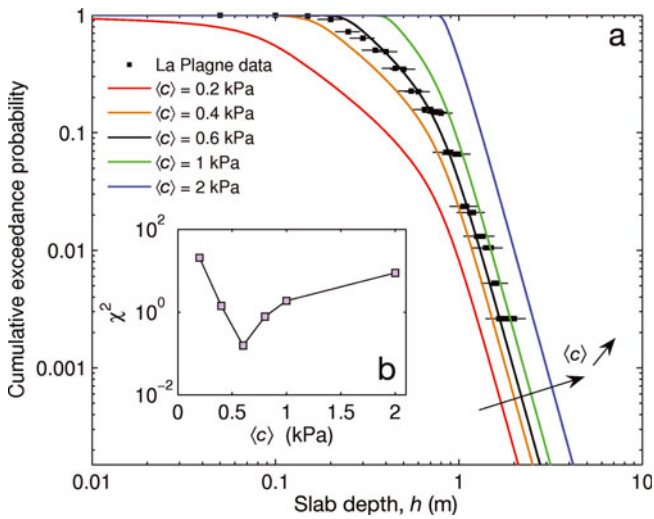 a
1
0.1
0.01
0.001
Cumulative exceedance probability
La Plagne data
⟨c⟩ = 0.2 kPa
⟨c⟩ = 0.4 kPa
⟨c⟩ = 0.6 kPa
⟨c⟩ = 1 kPa
⟨c⟩ = 2 kPa
10²
10⁰
10⁻²
χ²
b
0 0.5 1 1.5 2
⟨c⟩ (kPa)
⟨c⟩
0.01 0.1 1 10
Slab depth, h (m)